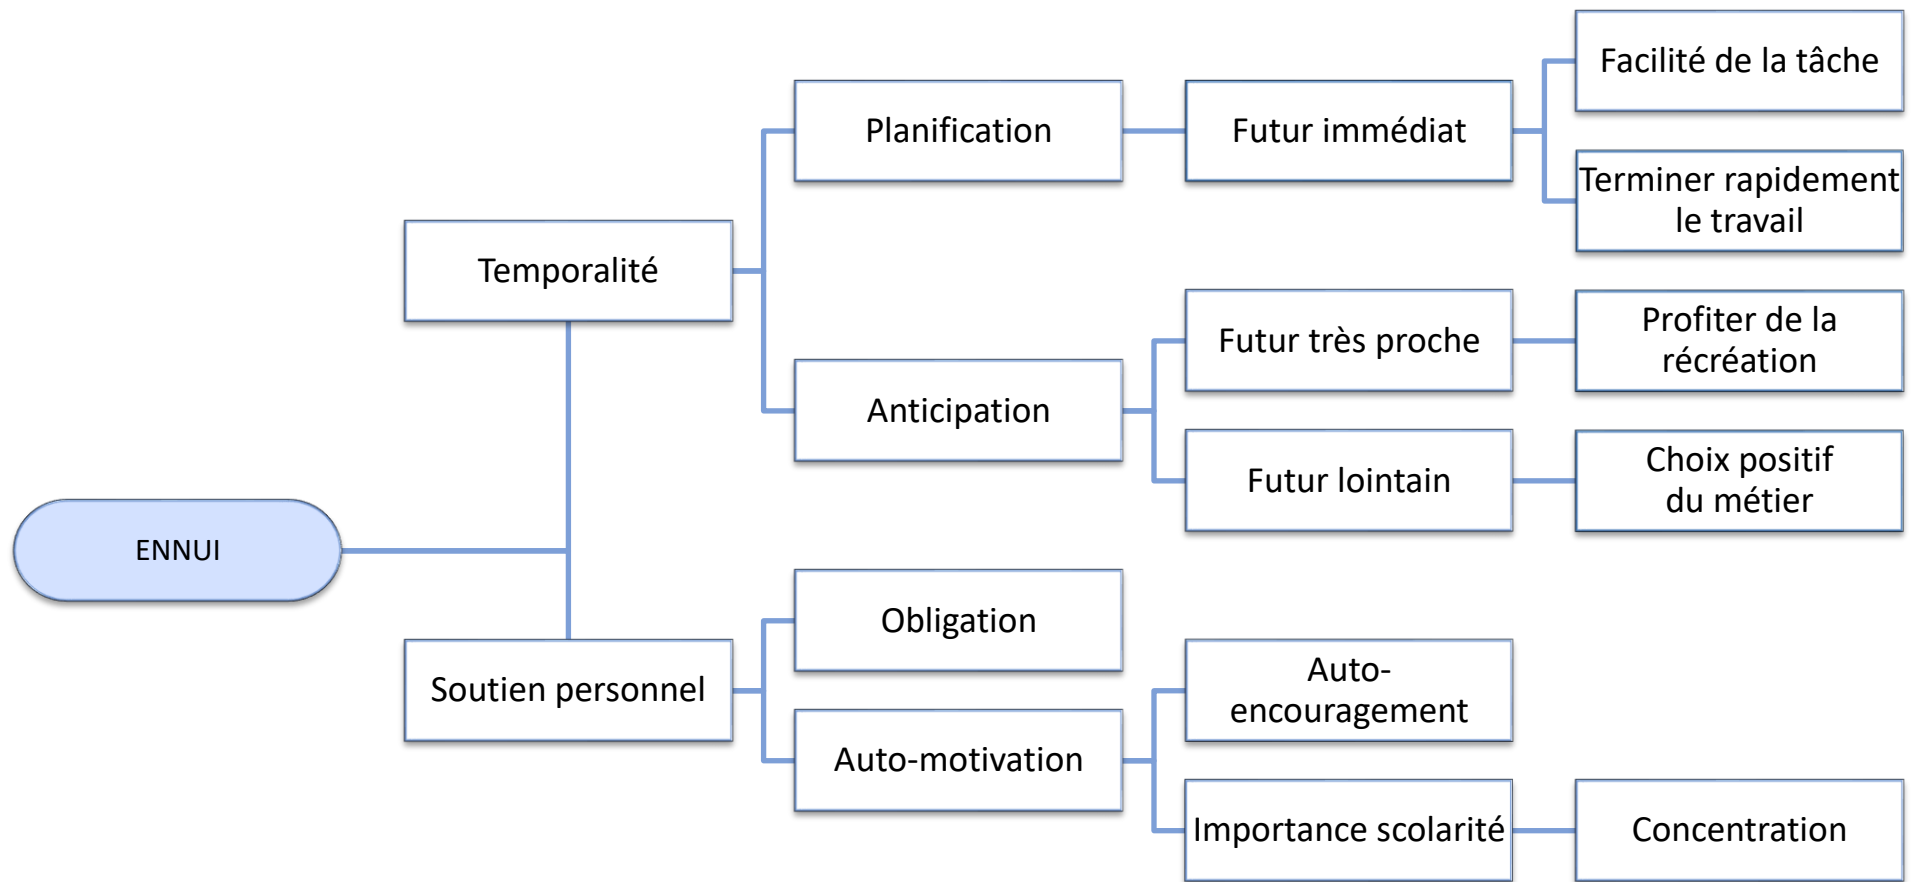 Facilité de la tâche
Planification
Futur immédiat
Terminer rapidement
le travail
Temporalité
Futur très proche
Profiter de la
récréation
Anticipation
Futur lointain
Choix positif
du métier
ENNUI
Obligation
Soutien personnel
Auto-
encouragement
Auto-motivation
Importance scolarité
Concentration